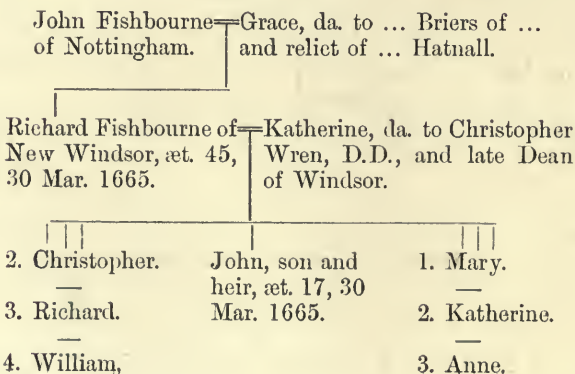 John Fishbourne
of Nottingham.
Grace, da. to ... Briers of ...
and relict of ... Hatnall.
Richard Fishbourne of
New Windsor, æt. 45,
30 Mar. 1665.
Katherine, da. to Christopher
Wren, D.D., and late Dean
of Windsor.
2. Christopher.
3. Richard.
4. William,
John, son and
heir, æt. 17, 30
Mar. 1665.
1. Mary.
2. Katherine.
3. Anne.